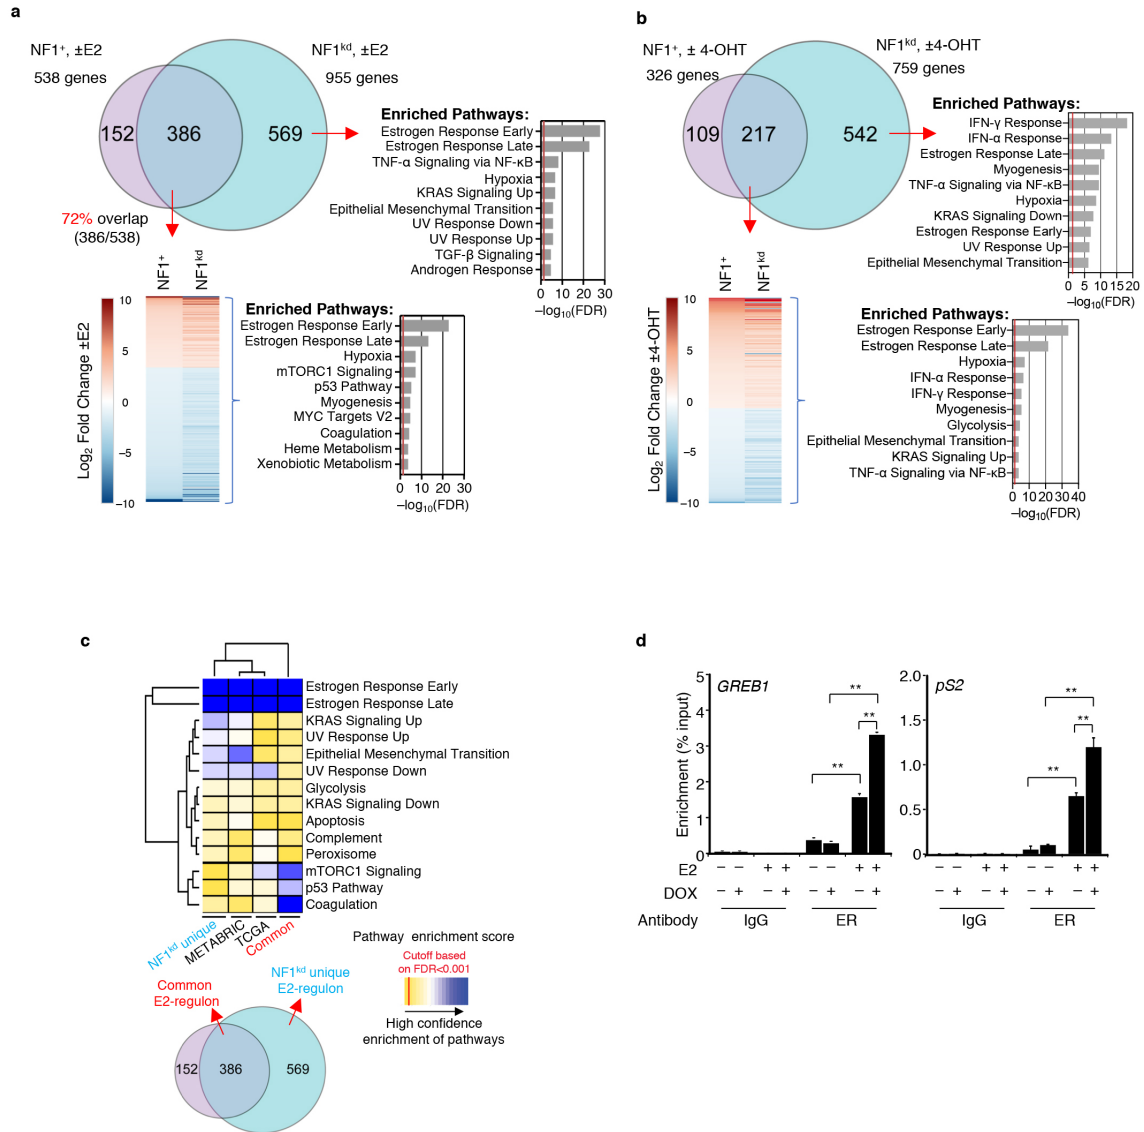 a
NF1⁺, ±E2
538 genes
NF1ᵏᵈ, ±E2
955 genes
152
386
569
72% overlap
(386/538)
Enriched Pathways:
Estrogen Response Early
Estrogen Response Late
TNF-α Signaling via NF-κB
Hypoxia
KRAS Signaling Up
Epithelial Mesenchymal Transition
UV Response Down
UV Response Up
TGF-β Signaling
Androgen Response
0 10 20 30
–log₁₀(FDR)
NF1⁺
NF1ᵏᵈ
Log₂ Fold Change ±E2
10
5
0
–5
–10
Enriched Pathways:
Estrogen Response Early
Estrogen Response Late
Hypoxia
mTORC1 Signaling
p53 Pathway
Myogenesis
MYC Targets V2
Coagulation
Heme Metabolism
Xenobiotic Metabolism
0 10 20 30
–log₁₀(FDR)
b
NF1⁺, ± 4-OHT
326 genes
NF1ᵏᵈ, ±4-OHT
759 genes
109
217
542
Enriched Pathways:
IFN-γ Response
IFN-α Response
Estrogen Response Late
Myogenesis
TNF-α Signaling via NF-κB
Hypoxia
KRAS Signaling Down
Estrogen Response Early
UV Response Up
Epithelial Mesenchymal Transition
0 5 10 15 20
–log₁₀(FDR)
NF1⁺
NF1ᵏᵈ
Log₂ Fold Change ±4-OHT
10
5
0
–5
–10
Enriched Pathways:
Estrogen Response Early
Estrogen Response Late
Hypoxia
IFN-α Response
IFN-γ Response
Myogenesis
Glycolysis
Epithelial Mesenchymal Transition
KRAS Signaling Up
TNF-α Signaling via NF-κB
0 10 20 30 40
–log₁₀(FDR)
c
Estrogen Response Early
Estrogen Response Late
KRAS Signaling Up
UV Response Up
Epithelial Mesenchymal Transition
UV Response Down
Glycolysis
KRAS Signaling Down
Apoptosis
Complement
Peroxisome
mTORC1 Signaling
p53 Pathway
Coagulation
NF1ᵏᵈ unique
METABRIC
TCGA
Common
Pathway enrichment score
Cutoff based
on FDR<0.001
High confidence
enrichment of pathways
Common
E2-regulon
NF1ᵏᵈ unique
E2-regulon
152
386
569
d
Enrichment (% input)
GREB1
5
4
3
2
1
0
**
**
**
pS2
2.0
1.5
1.0
0.5
0
**
**
**
E2 – – + + – – + + – – + + – – + +
DOX – + – + – + – + – + – + – + – +
Antibody IgG ER IgG ER